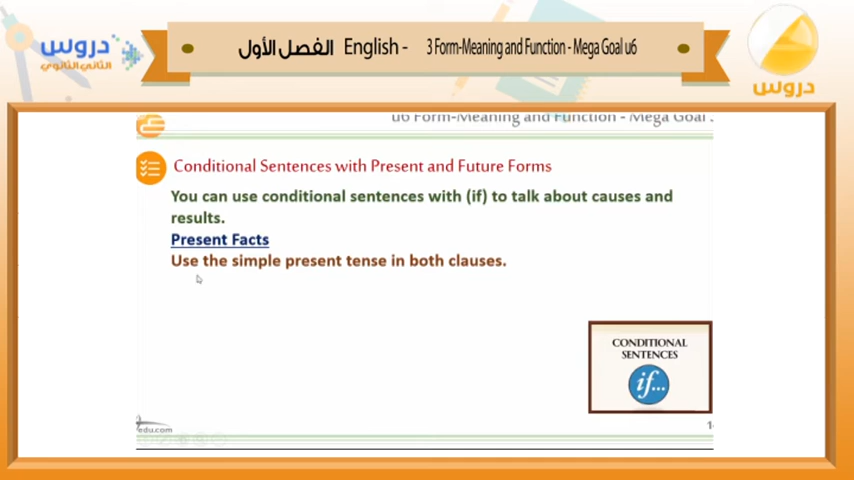 دروس
الثاني الثانوي
الفصل الأول English - 3 Form-Meaning and Function - Mega Goal u6
دروس
u6 Form-Meaning and Function - Mega Goal 3
Conditional Sentences with Present and Future Forms
You can use conditional sentences with (if) to talk about causes and
results.
Present Facts
Use the simple present tense in both clauses.
CONDITIONAL
SENTENCES
if...
edu.com